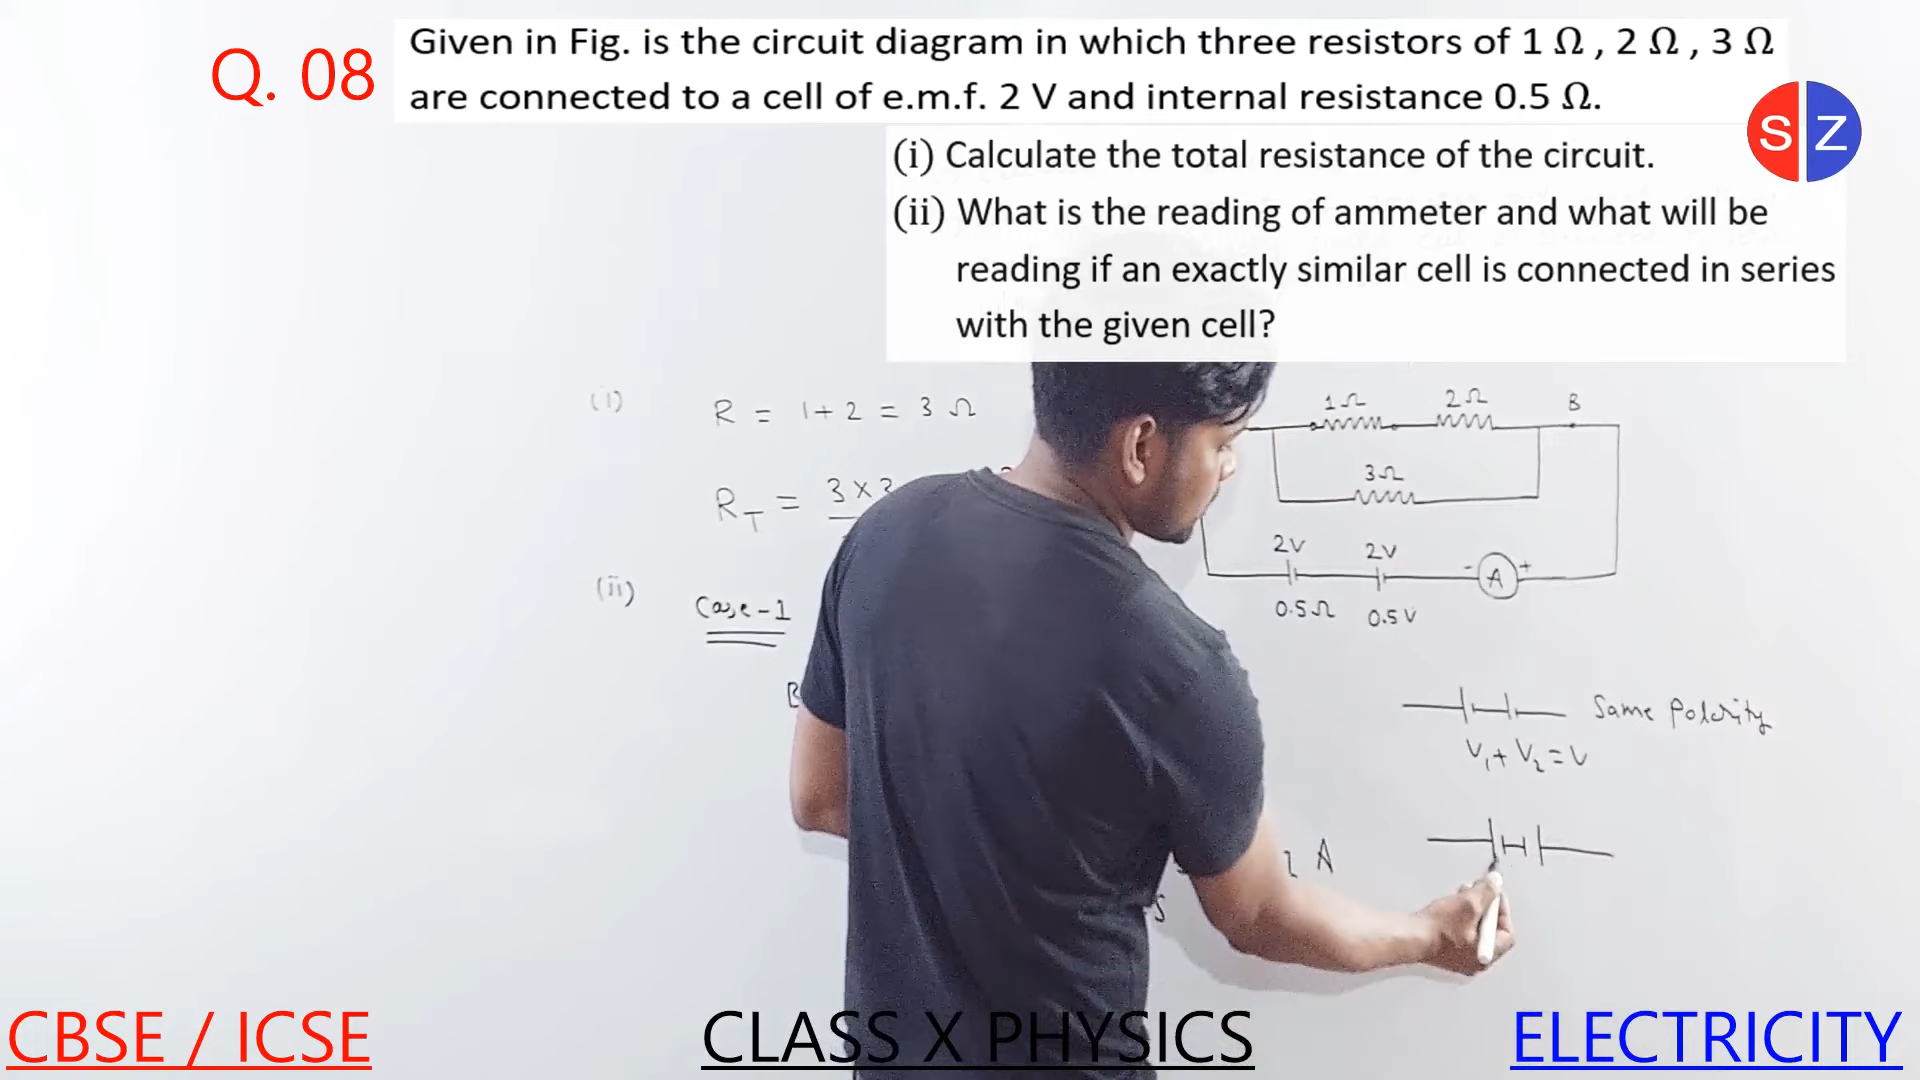 Q. 08
Given in Fig. is the circuit diagram in which three resistors of 1 Ω , 2 Ω , 3 Ω
are connected to a cell of e.m.f. 2 V and internal resistance 0.5 Ω.
S Z
(i) Calculate the total resistance of the circuit.
(ii) What is the reading of ammeter and what will be
reading if an exactly similar cell is connected in series
with the given cell?
(i)
R = 1+2 = 3 Ω
1Ω 2Ω B
3Ω
R_T = 3×3
2V 2V - A +
0.5Ω 0.5V
(ii)
Case-1
Same Polarity
V₁ + V₂ = V
A
CBSE / ICSE
CLASS X PHYSICS
ELECTRICITY